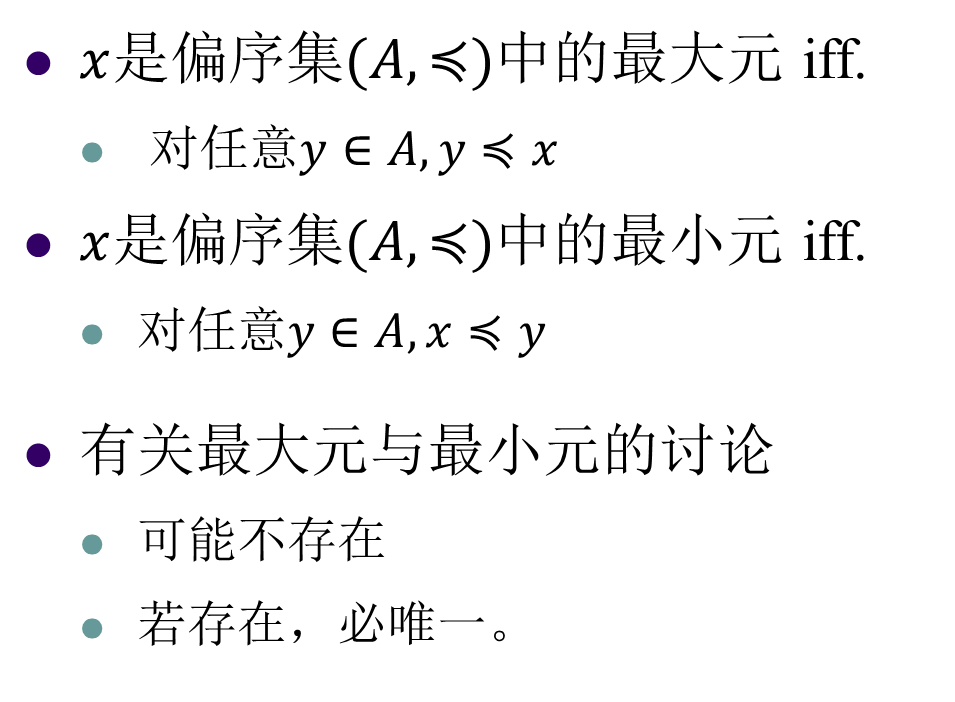 ● 𝑥是偏序集(𝐴,≼)中的最大元 iff.
● 对任意𝑦 ∈ 𝐴, 𝑦 ≼ 𝑥
● 𝑥是偏序集(𝐴,≼)中的最小元 iff.
● 对任意𝑦 ∈ 𝐴, 𝑥 ≼ 𝑦
● 有关最大元与最小元的讨论
● 可能不存在
● 若存在，必唯一。